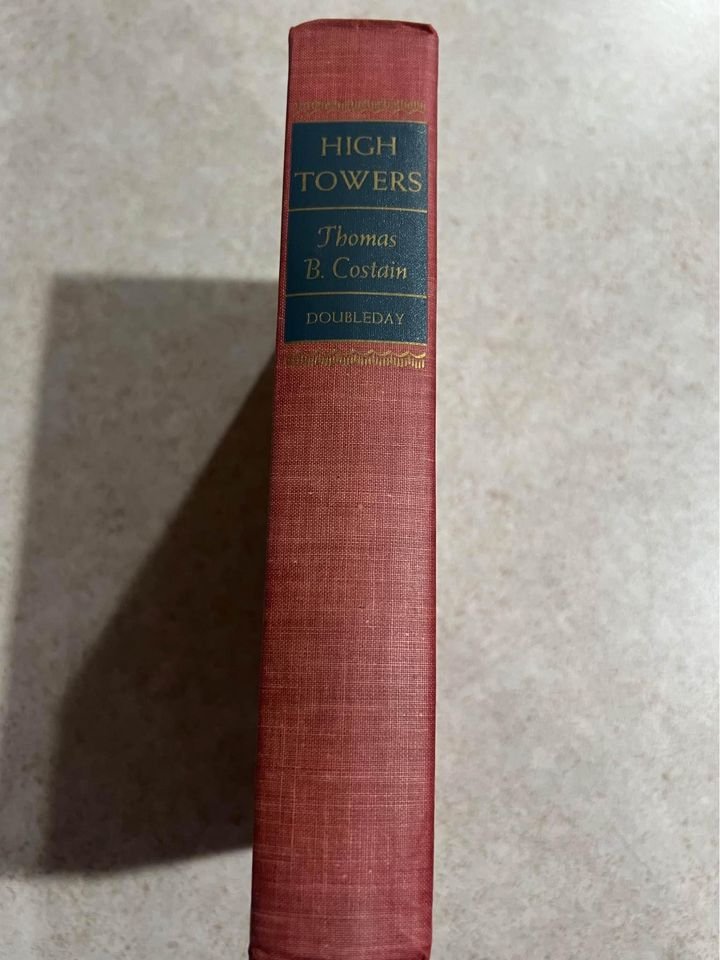 HIGH
TOWERS
Thomas
B. Costain
DOUBLEDAY